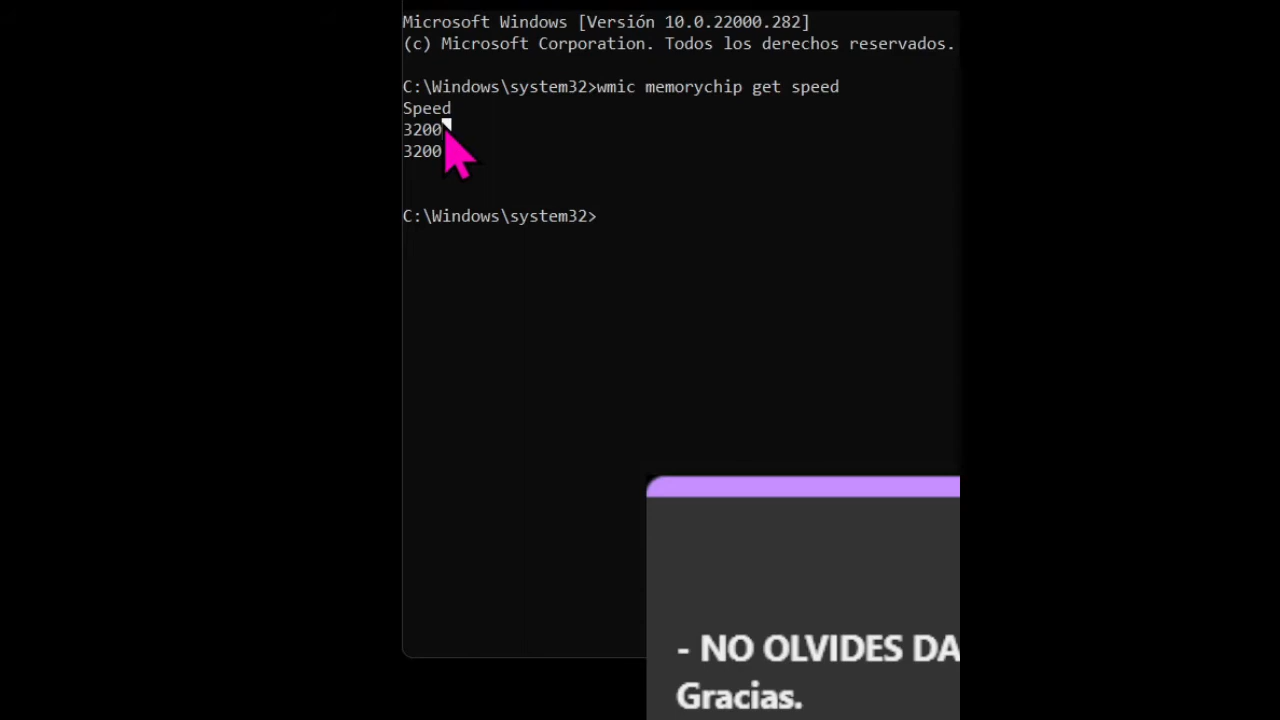 Microsoft Windows [Versión 10.0.22000.282]
(c) Microsoft Corporation. Todos los derechos reservados.
C:\Windows\system32>wmic memorychip get speed
Speed
3200
3200
C:\Windows\system32>
- NO OLVIDES DA
Gracias.